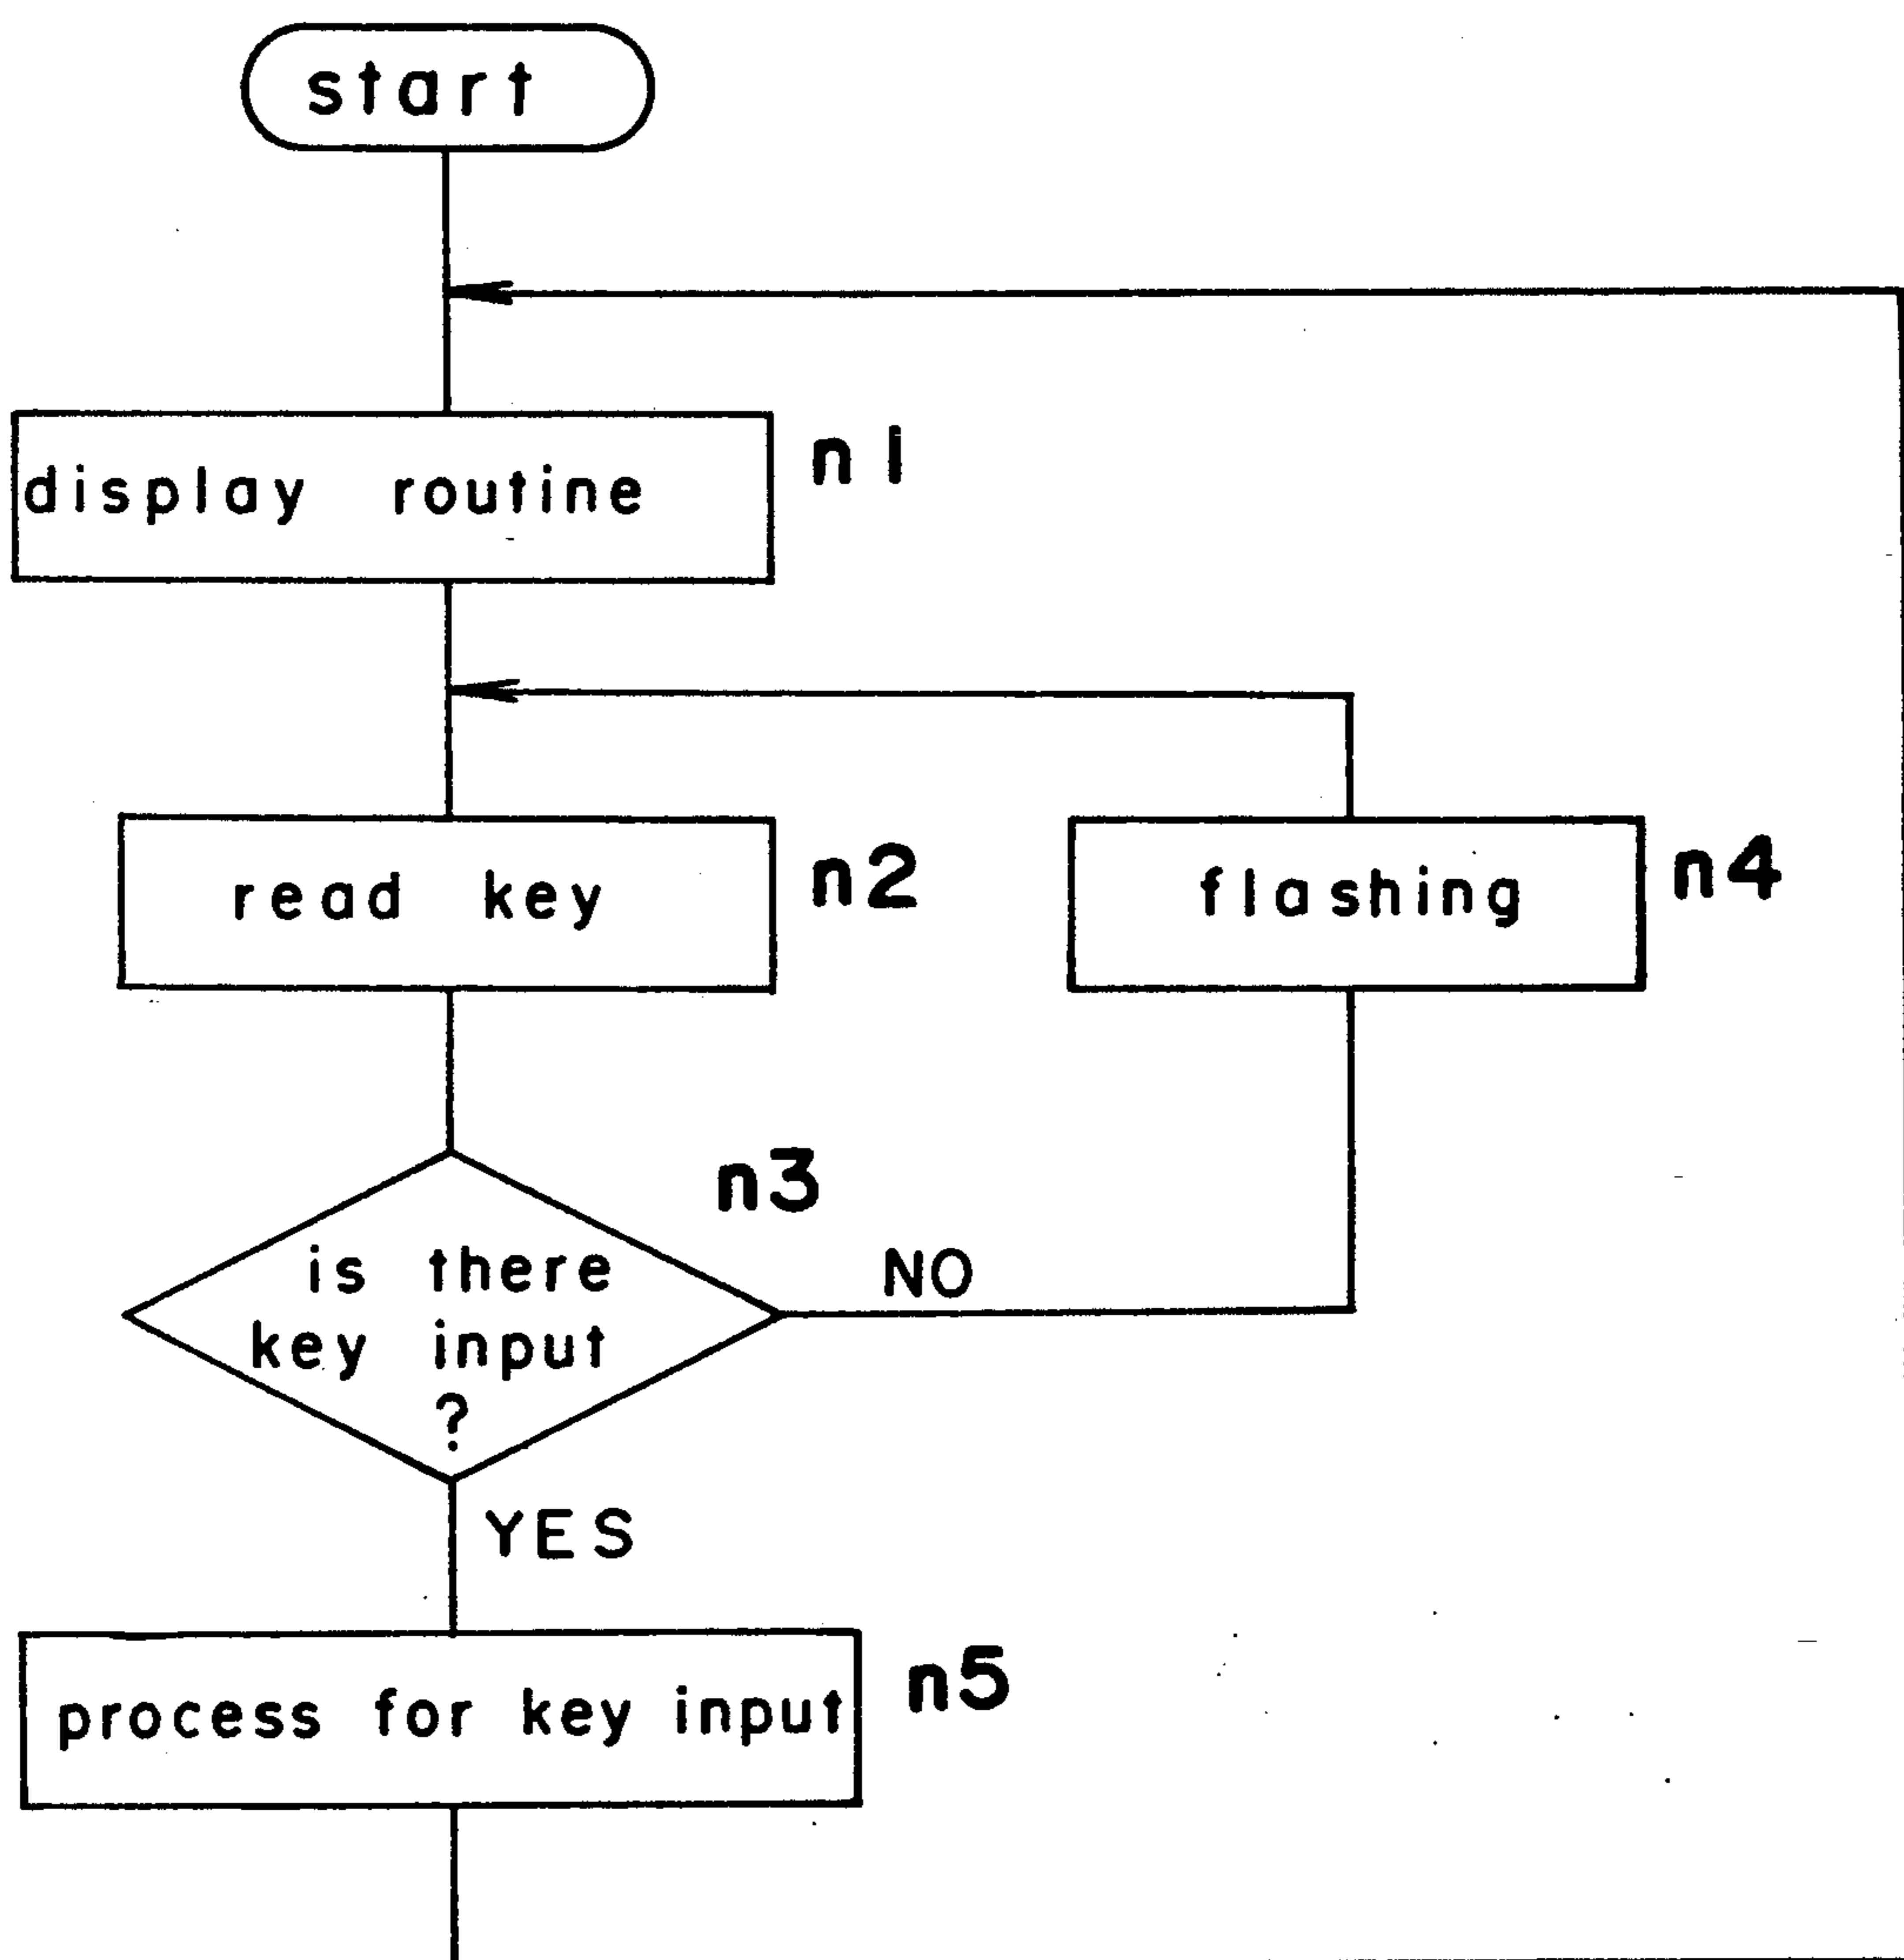 start
display routine
n1
read key
n2
flashing
n4
n3
is there
key input
?
NO
YES
process for key input
n5